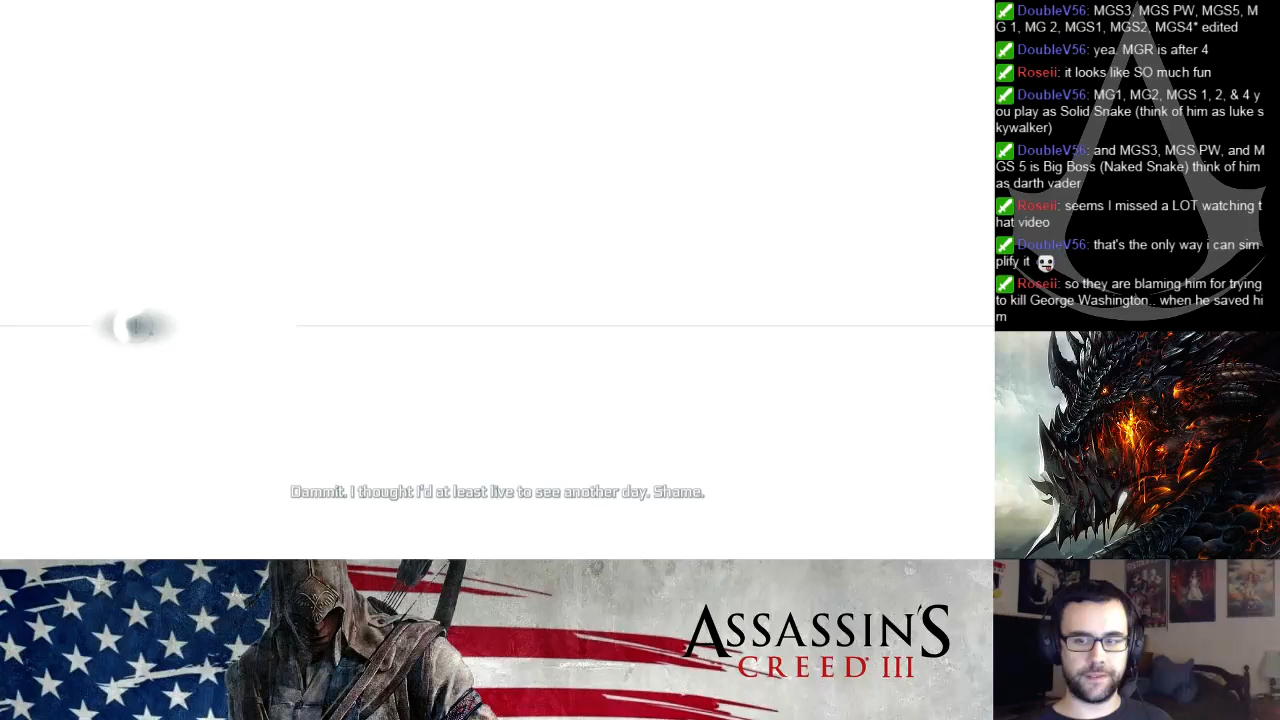 DoubleV56: MGS3, MGS PW, MGS5, M
G 1, MG 2, MGS1, MGS2, MGS4* edited
DoubleV56: yea. MGR is after 4
Roseii: it looks like SO much fun
DoubleV56: MG1, MG2, MGS 1, 2, & 4 y
ou play as Solid Snake (think of him as luke s
kywalker)
DoubleV56: and MGS3, MGS PW, and M
GS 5 is Big Boss (Naked Snake) think of him
as darth vader
Roseii: seems I missed a LOT watching t
hat video
DoubleV56: that's the only way i can sim
plify it
Roseii: so they are blaming him for trying
to kill George Washington.. when he saved hi
m
Dammit. I thought I'd at least live to see another day. Shame.
ASSASSIN'S
CREED III